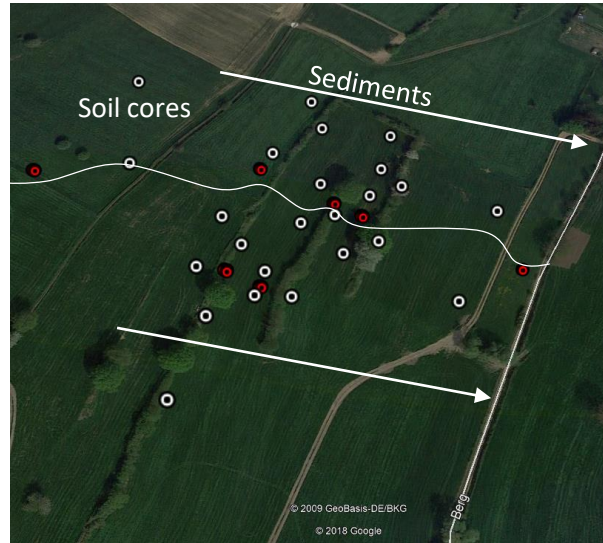 Sediments
Soil cores
© 2009 GeoBasis-DE/BKG
© 2018 Google
Berg